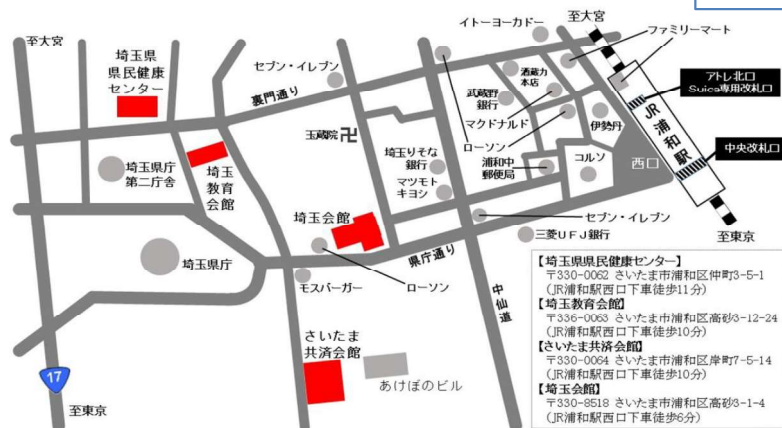 至大宮
埼玉県
県民健康
センター
セブン・イレブン
裏門通り
イトーヨーカドー
至大宮
ファミリーマート
酒蔵力
本店
武蔵野
銀行
マクドナルド
ローソン
伊勢丹
アトレ北口
Suica専用改札口
JR浦和駅
中央改札口
西口
コルソ
浦和中
郵便局
玉蔵院
埼玉りそな
銀行
マツモト
キヨシ
埼玉県庁
第二庁舎
埼玉
教育
会館
埼玉会館
埼玉県庁
県庁通り
セブン・イレブン
三菱UFJ銀行
至東京
モスバーガー
ローソン
中仙道
さいたま
共済会館
あけぼのビル
17
至東京
【埼玉県県民健康センター】
〒330-0062 さいたま市浦和区仲町3-5-1
(JR浦和駅西口下車徒歩11分)
【埼玉教育会館】
〒336-0063 さいたま市浦和区高砂3-12-24
(JR浦和駅西口下車徒歩10分)
【さいたま共済会館】
〒330-0064 さいたま市浦和区岸町7-5-14
(JR浦和駅西口下車徒歩10分)
【埼玉会館】
〒330-8518 さいたま市浦和区高砂3-1-4
(JR浦和駅西口下車徒歩6分)